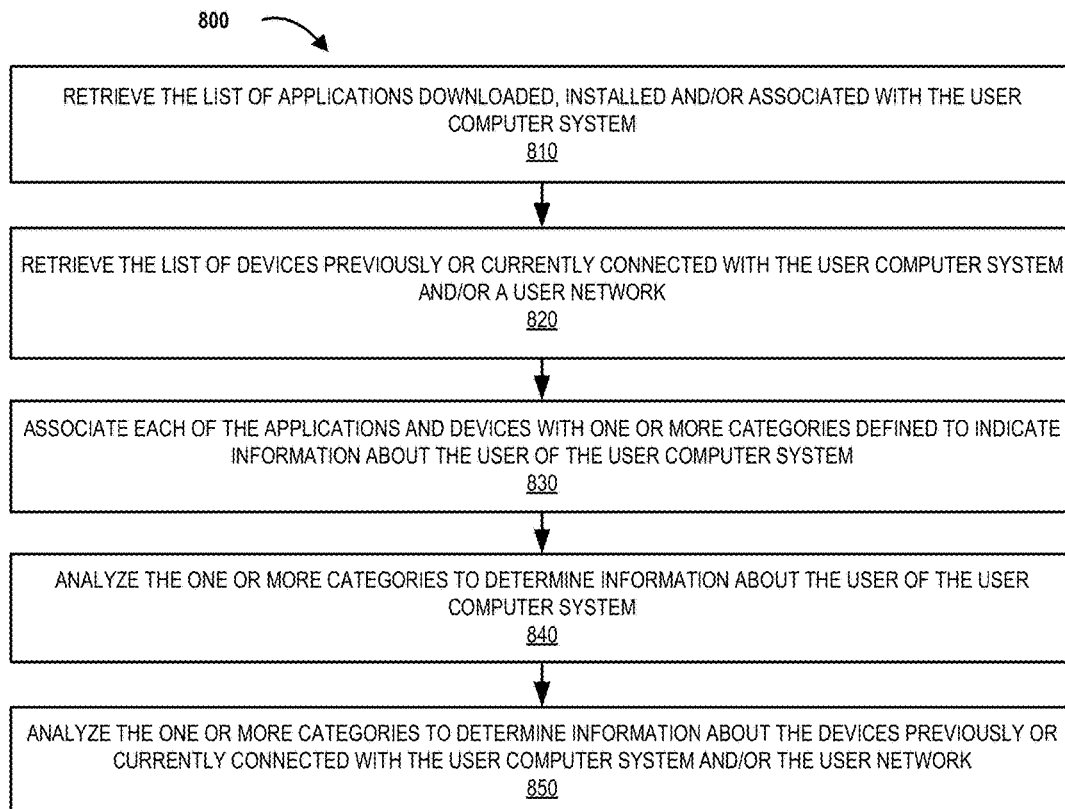 800
RETRIEVE THE LIST OF APPLICATIONS DOWNLOADED, INSTALLED AND/OR ASSOCIATED WITH THE USER
COMPUTER SYSTEM
810
RETRIEVE THE LIST OF DEVICES PREVIOUSLY OR CURRENTLY CONNECTED WITH THE USER COMPUTER SYSTEM
AND/OR A USER NETWORK
820
ASSOCIATE EACH OF THE APPLICATIONS AND DEVICES WITH ONE OR MORE CATEGORIES DEFINED TO INDICATE
INFORMATION ABOUT THE USER OF THE USER COMPUTER SYSTEM
830
ANALYZE THE ONE OR MORE CATEGORIES TO DETERMINE INFORMATION ABOUT THE USER OF THE USER
COMPUTER SYSTEM
840
ANALYZE THE ONE OR MORE CATEGORIES TO DETERMINE INFORMATION ABOUT THE DEVICES PREVIOUSLY OR
CURRENTLY CONNECTED WITH THE USER COMPUTER SYSTEM AND/OR THE USER NETWORK
850